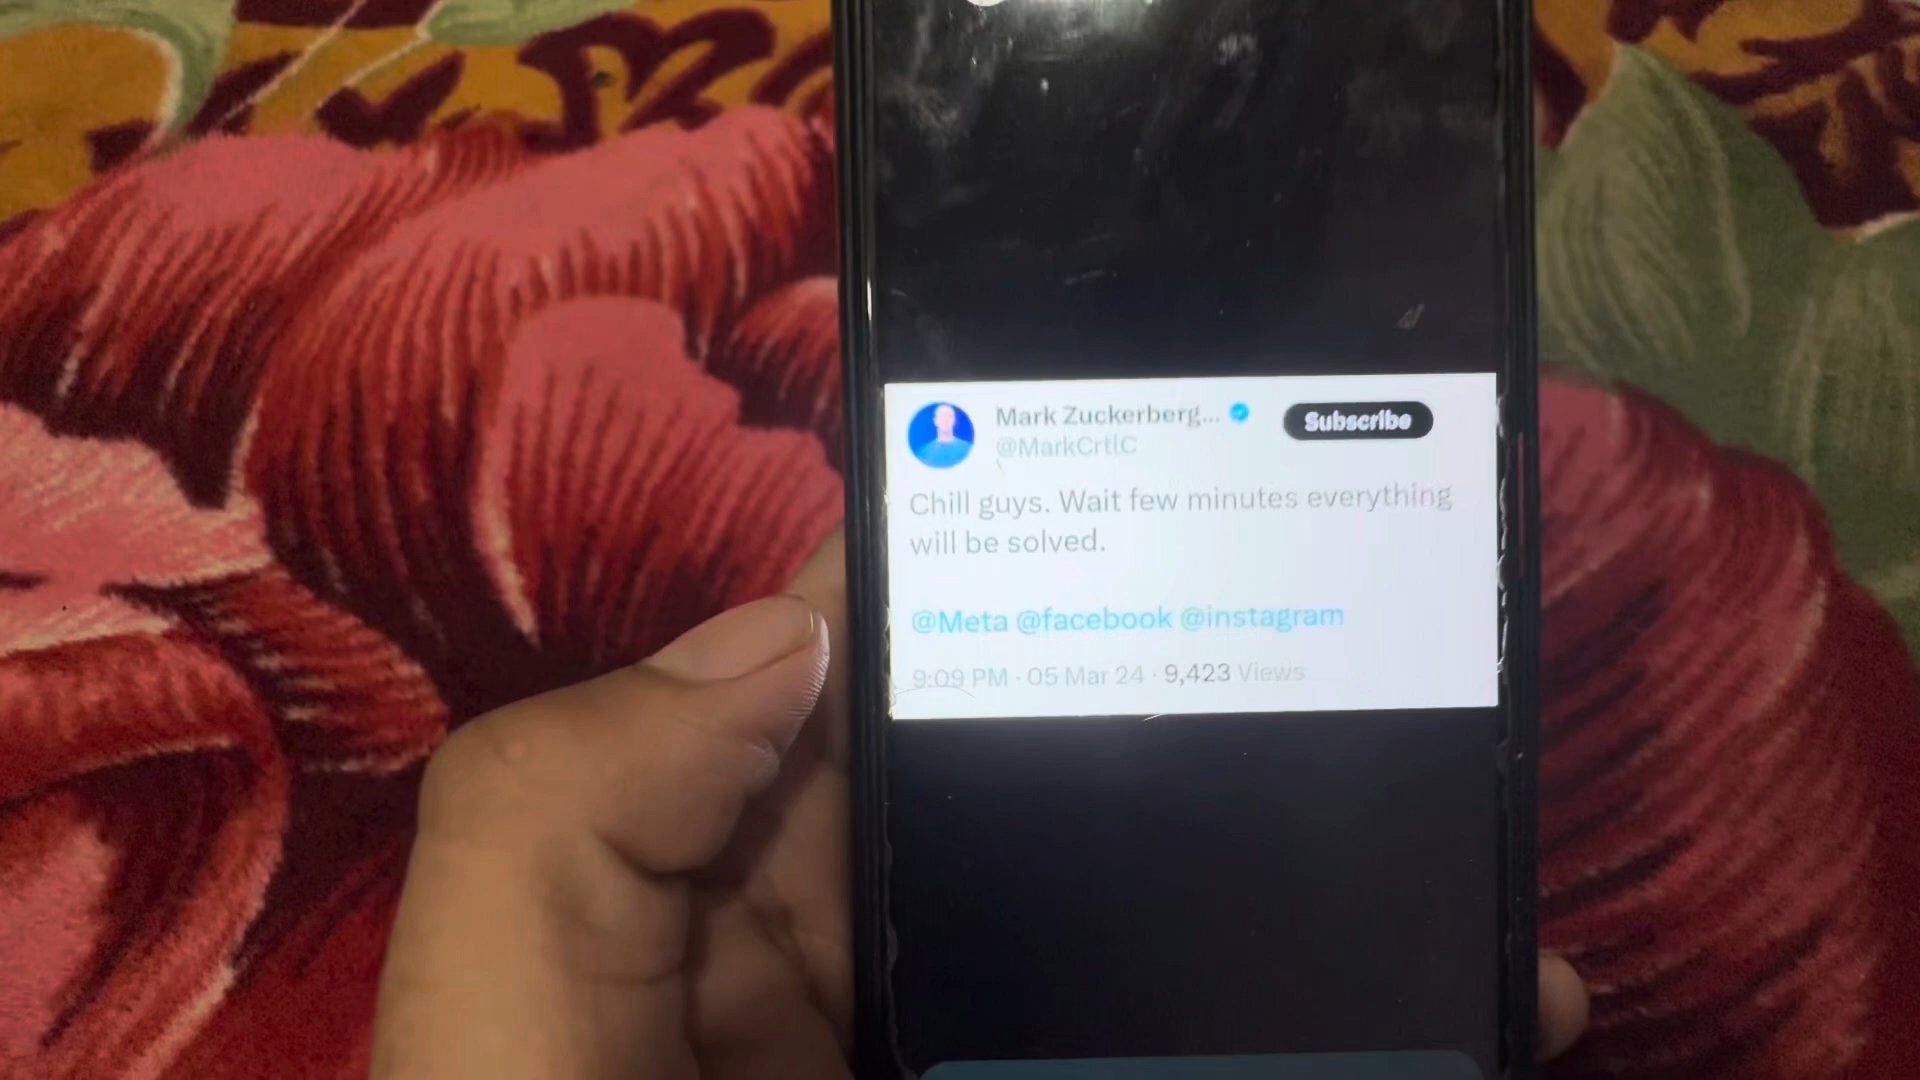 Mark Zuckerberg...
Subscribe
@MarkCrtlC
Chill guys. Wait few minutes everything
will be solved.
@Meta @facebook @instagram
9:09 PM · 05 Mar 24 · 9,423 Views